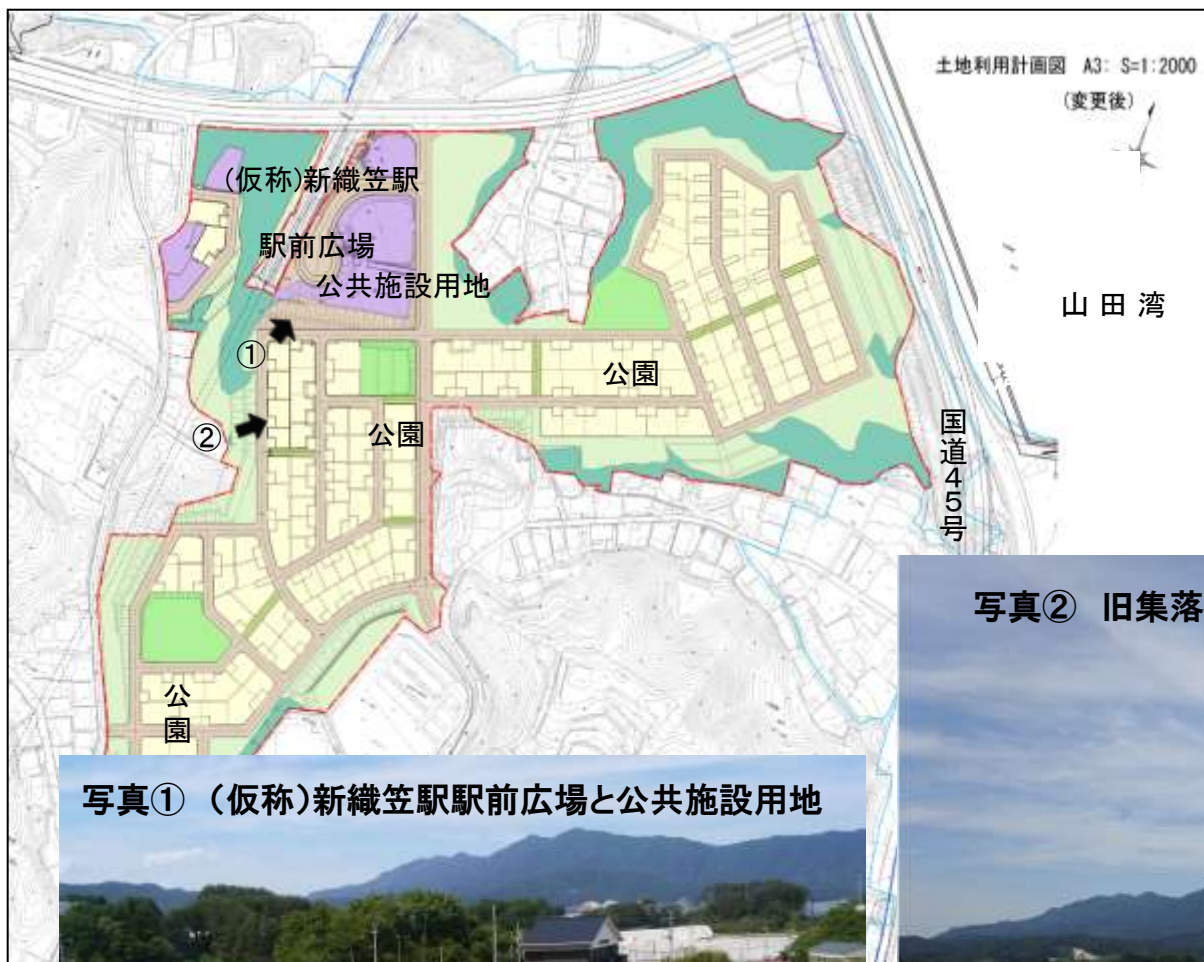 土地利用計画図 A3: S=1:2000
(変更後)
(仮称)新織笠駅
駅前広場
公共施設用地
山田湾
①
公園
②
公園
国道45号
公園
写真② 旧集落
写真① (仮称)新織笠駅駅前広場と公共施設用地